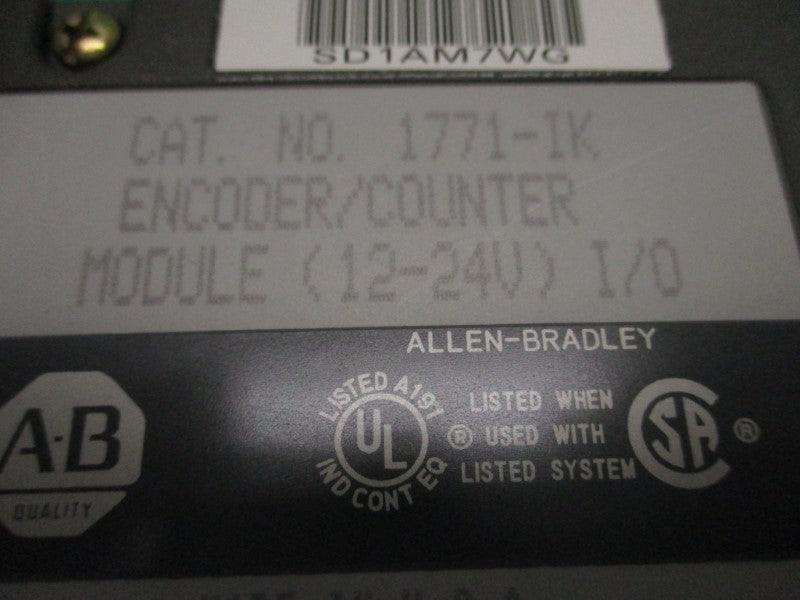 SD1AM7WG
CAT. NO. 1771-IK
ENCODER/COUNTER
MODULE (12-24V) I/O
ALLEN-BRADLEY
A-B
QUALITY
LISTED A197
UL
IND CONT EQ
®
LISTED WHEN
USED WITH
LISTED SYSTEM
SA
®